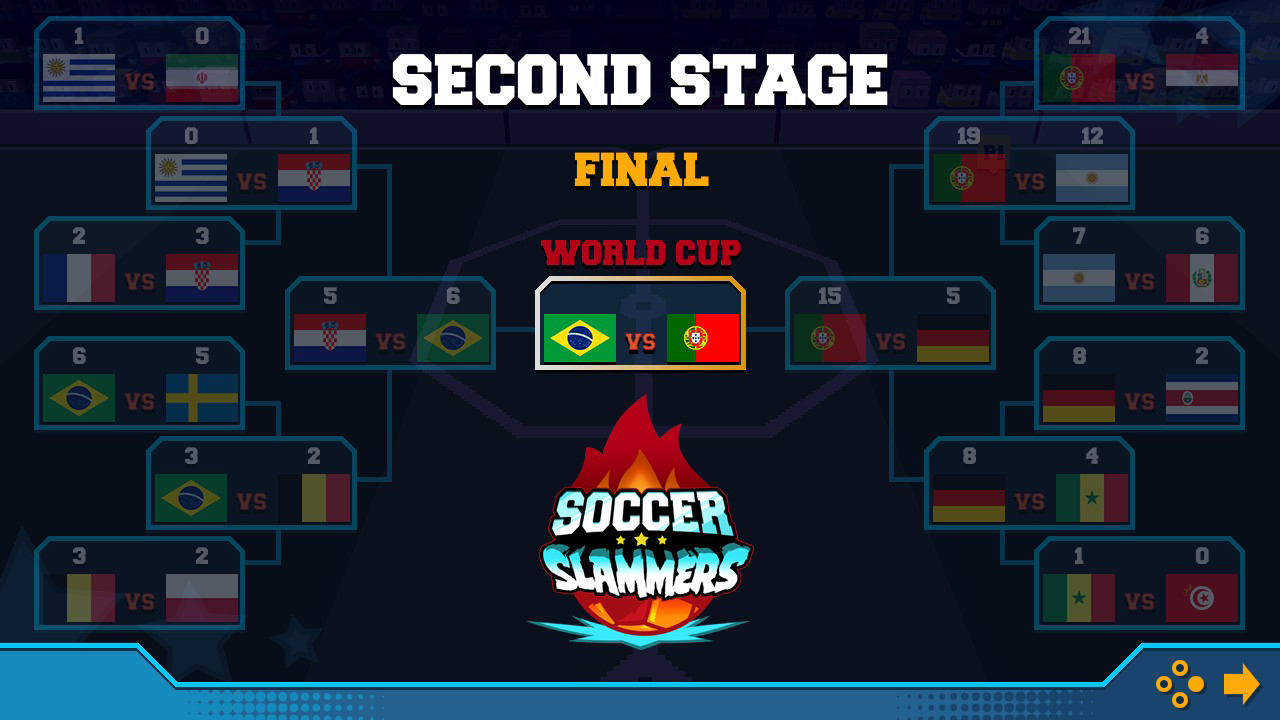 SECOND STAGE
FINAL
WORLD CUP
VS
1 0
VS
21 4
VS
0 1
VS
19 12
P1
VS
2 3
VS
7 6
VS
5 6
VS
15 5
VS
6 5
VS
8 2
VS
3 2
VS
8 4
VS
3 2
VS
1 0
VS
SOCCER
SLAMMERS